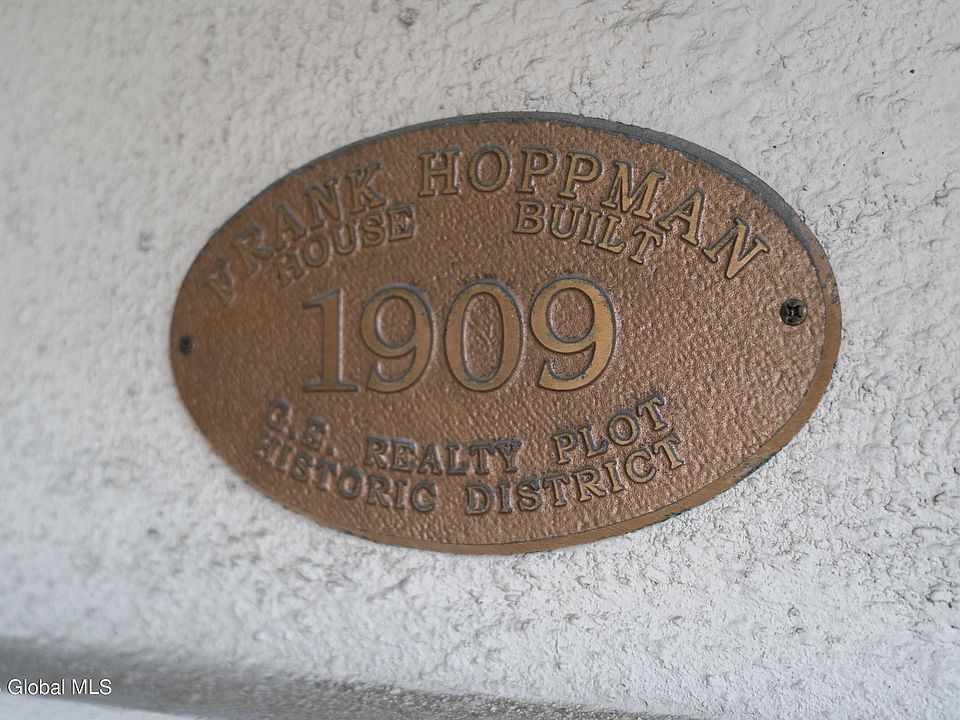 FRANK HOPPMAN
HOUSE BUILT
1909
G.E. REALTY PLOT
HISTORIC DISTRICT
Global MLS